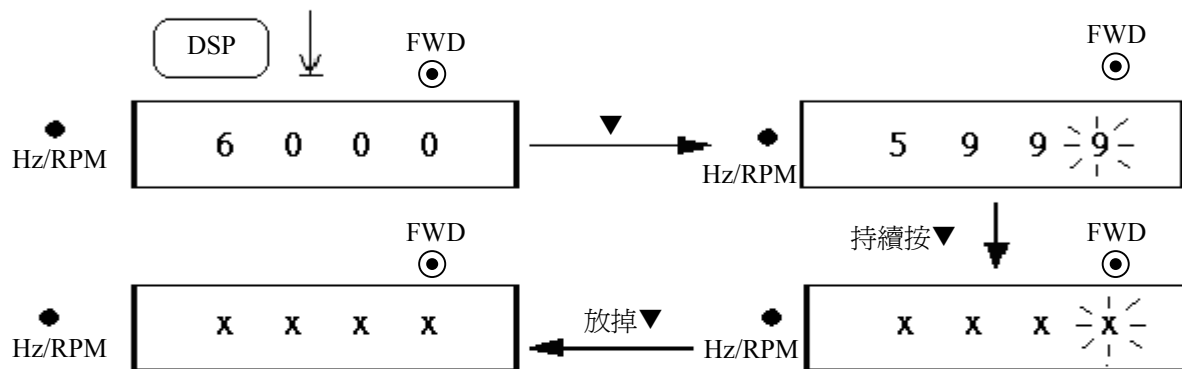 DSP
FWD
FWD
6 0 0 0
▼
5 9 9 9
Hz/RPM
Hz/RPM
持續按▼
FWD
FWD
x x x x
放掉▼
x x x x
Hz/RPM
Hz/RPM